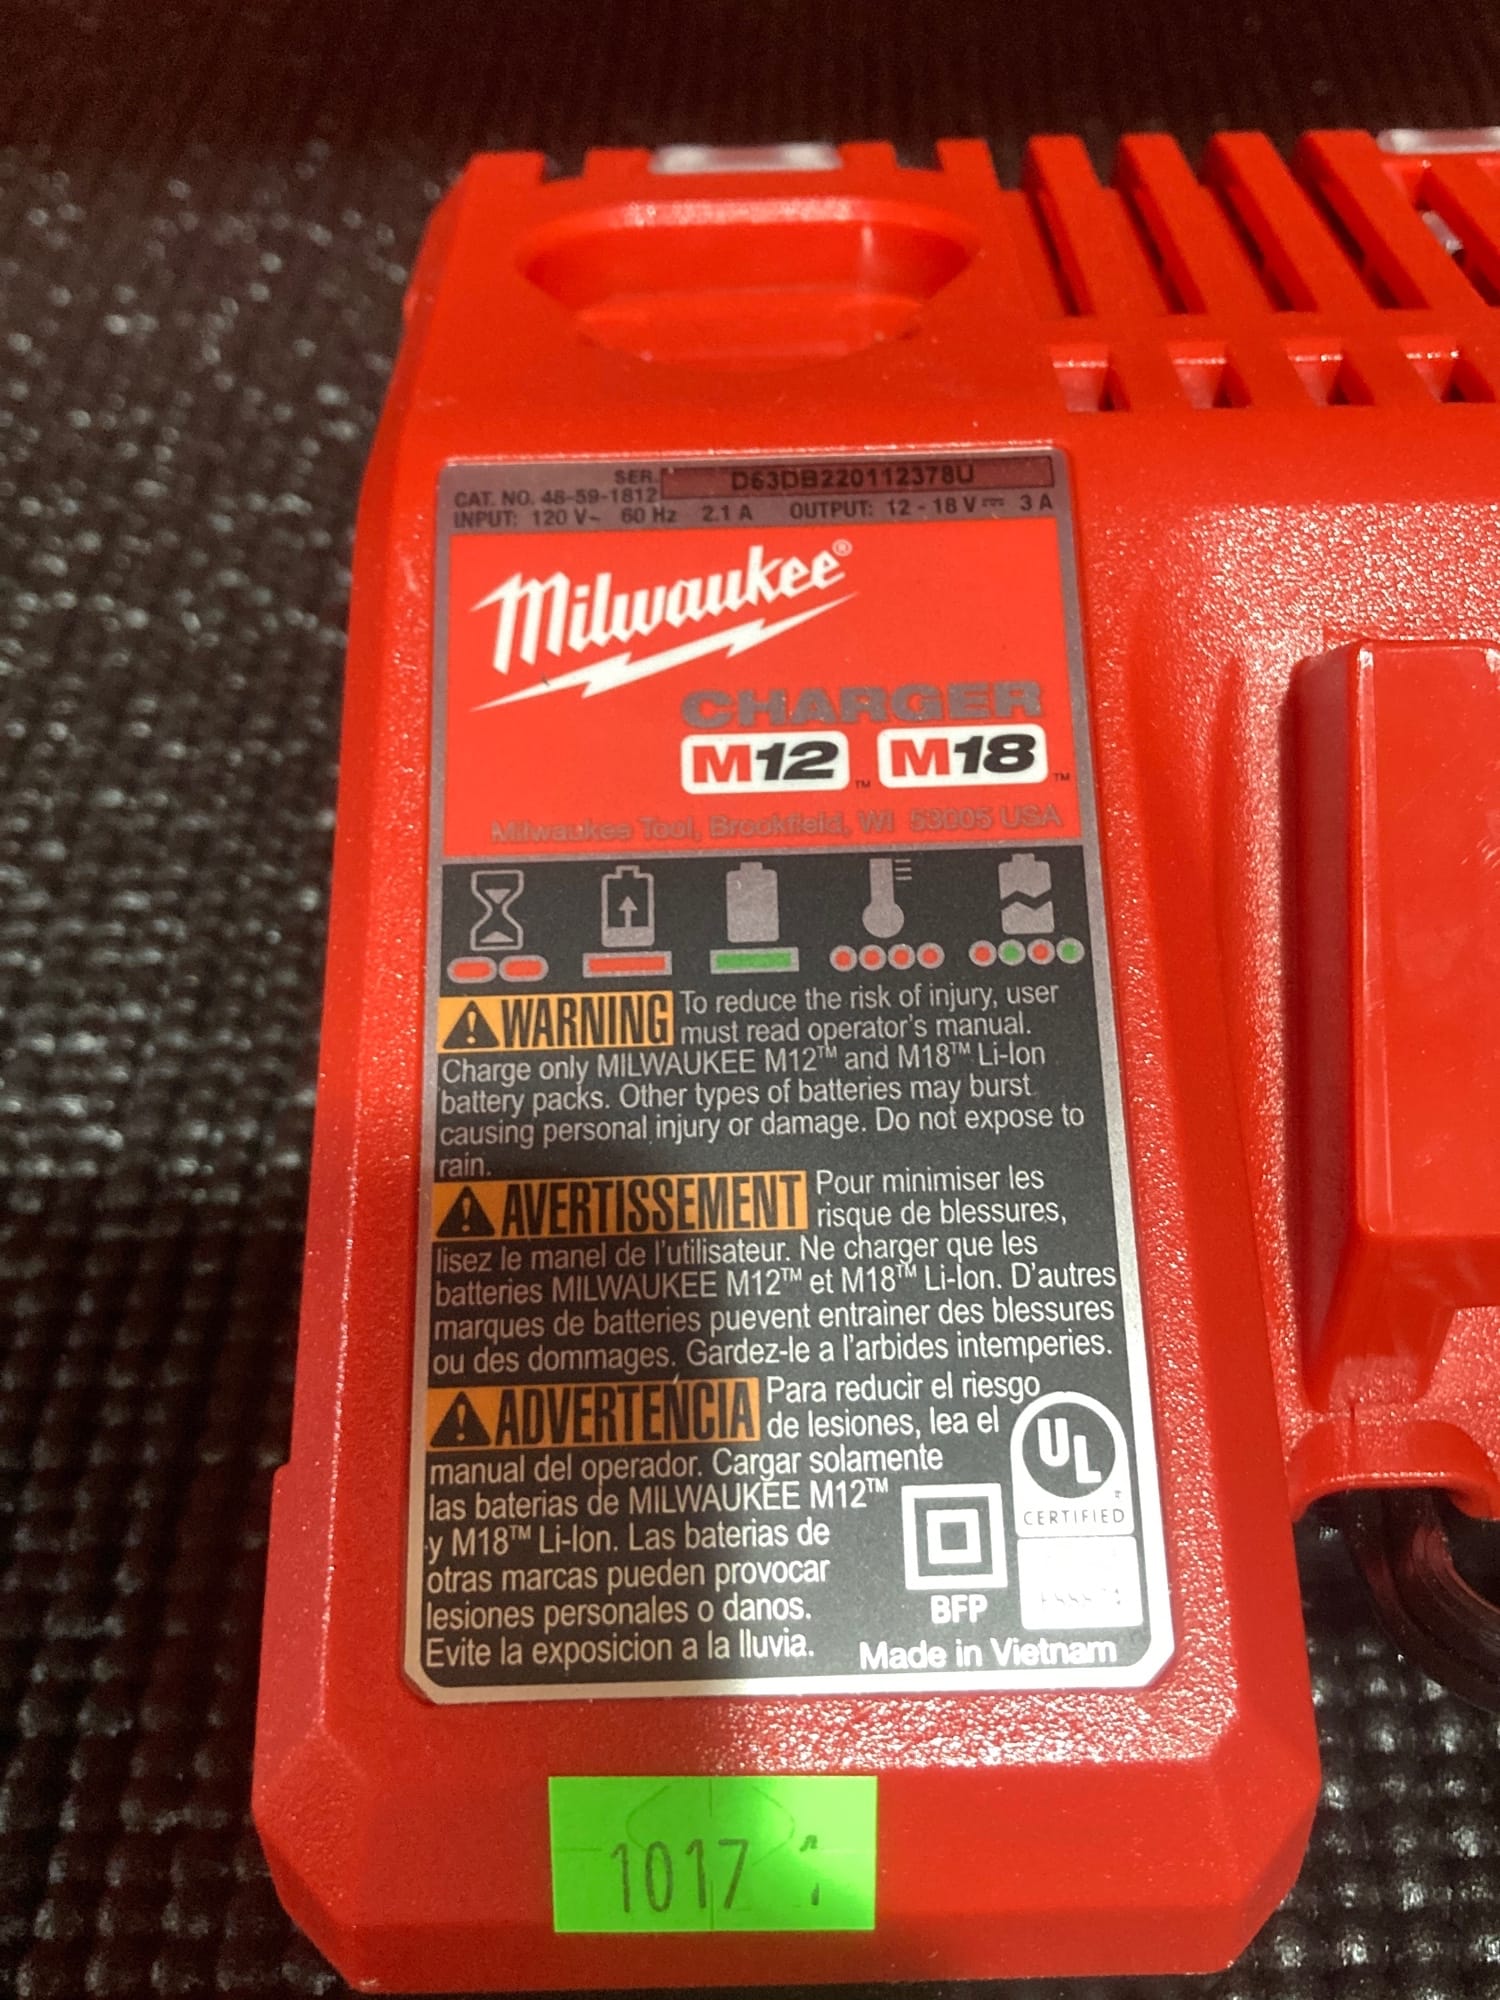 SER. D63DB220112378U
CAT. NO. 48-59-1812
INPUT: 120 V~ 60 Hz 2.1 A OUTPUT: 12 - 18 V⎓ 3 A
Milwaukee®
CHARGER
M12™ M18™
Milwaukee Tool, Brookfield, WI 53005 USA
WARNING To reduce the risk of injury, user
must read operator's manual.
Charge only MILWAUKEE M12™ and M18™ Li-Ion
battery packs. Other types of batteries may burst
causing personal injury or damage. Do not expose to
rain.
AVERTISSEMENT Pour minimiser les
risque de blessures,
lisez le manel de l'utilisateur. Ne charger que les
batteries MILWAUKEE M12™ et M18™ Li-Ion. D'autres
marques de batteries puevent entrainer des blessures
ou des dommages. Gardez-le a l'arbides intemperies.
ADVERTENCIA Para reducir el riesgo
de lesiones, lea el
manual del operador. Cargar solamente
las baterias de MILWAUKEE M12™
y M18™ Li-Ion. Las baterias de
otras marcas pueden provocar
lesiones personales o danos.
Evite la exposicion a la lluvia.
UL
CERTIFIED
BFP
Made in Vietnam
1017